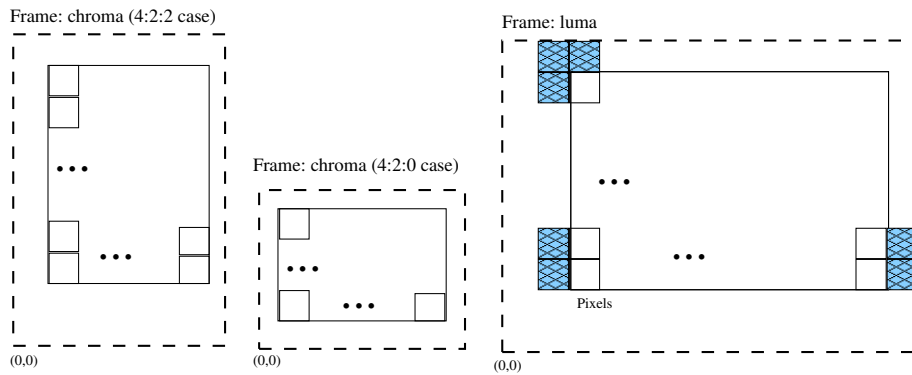 Frame: chroma (4:2:2 case)
Frame: luma
Frame: chroma (4:2:0 case)
Pixels
(0,0)
(0,0)
(0,0)